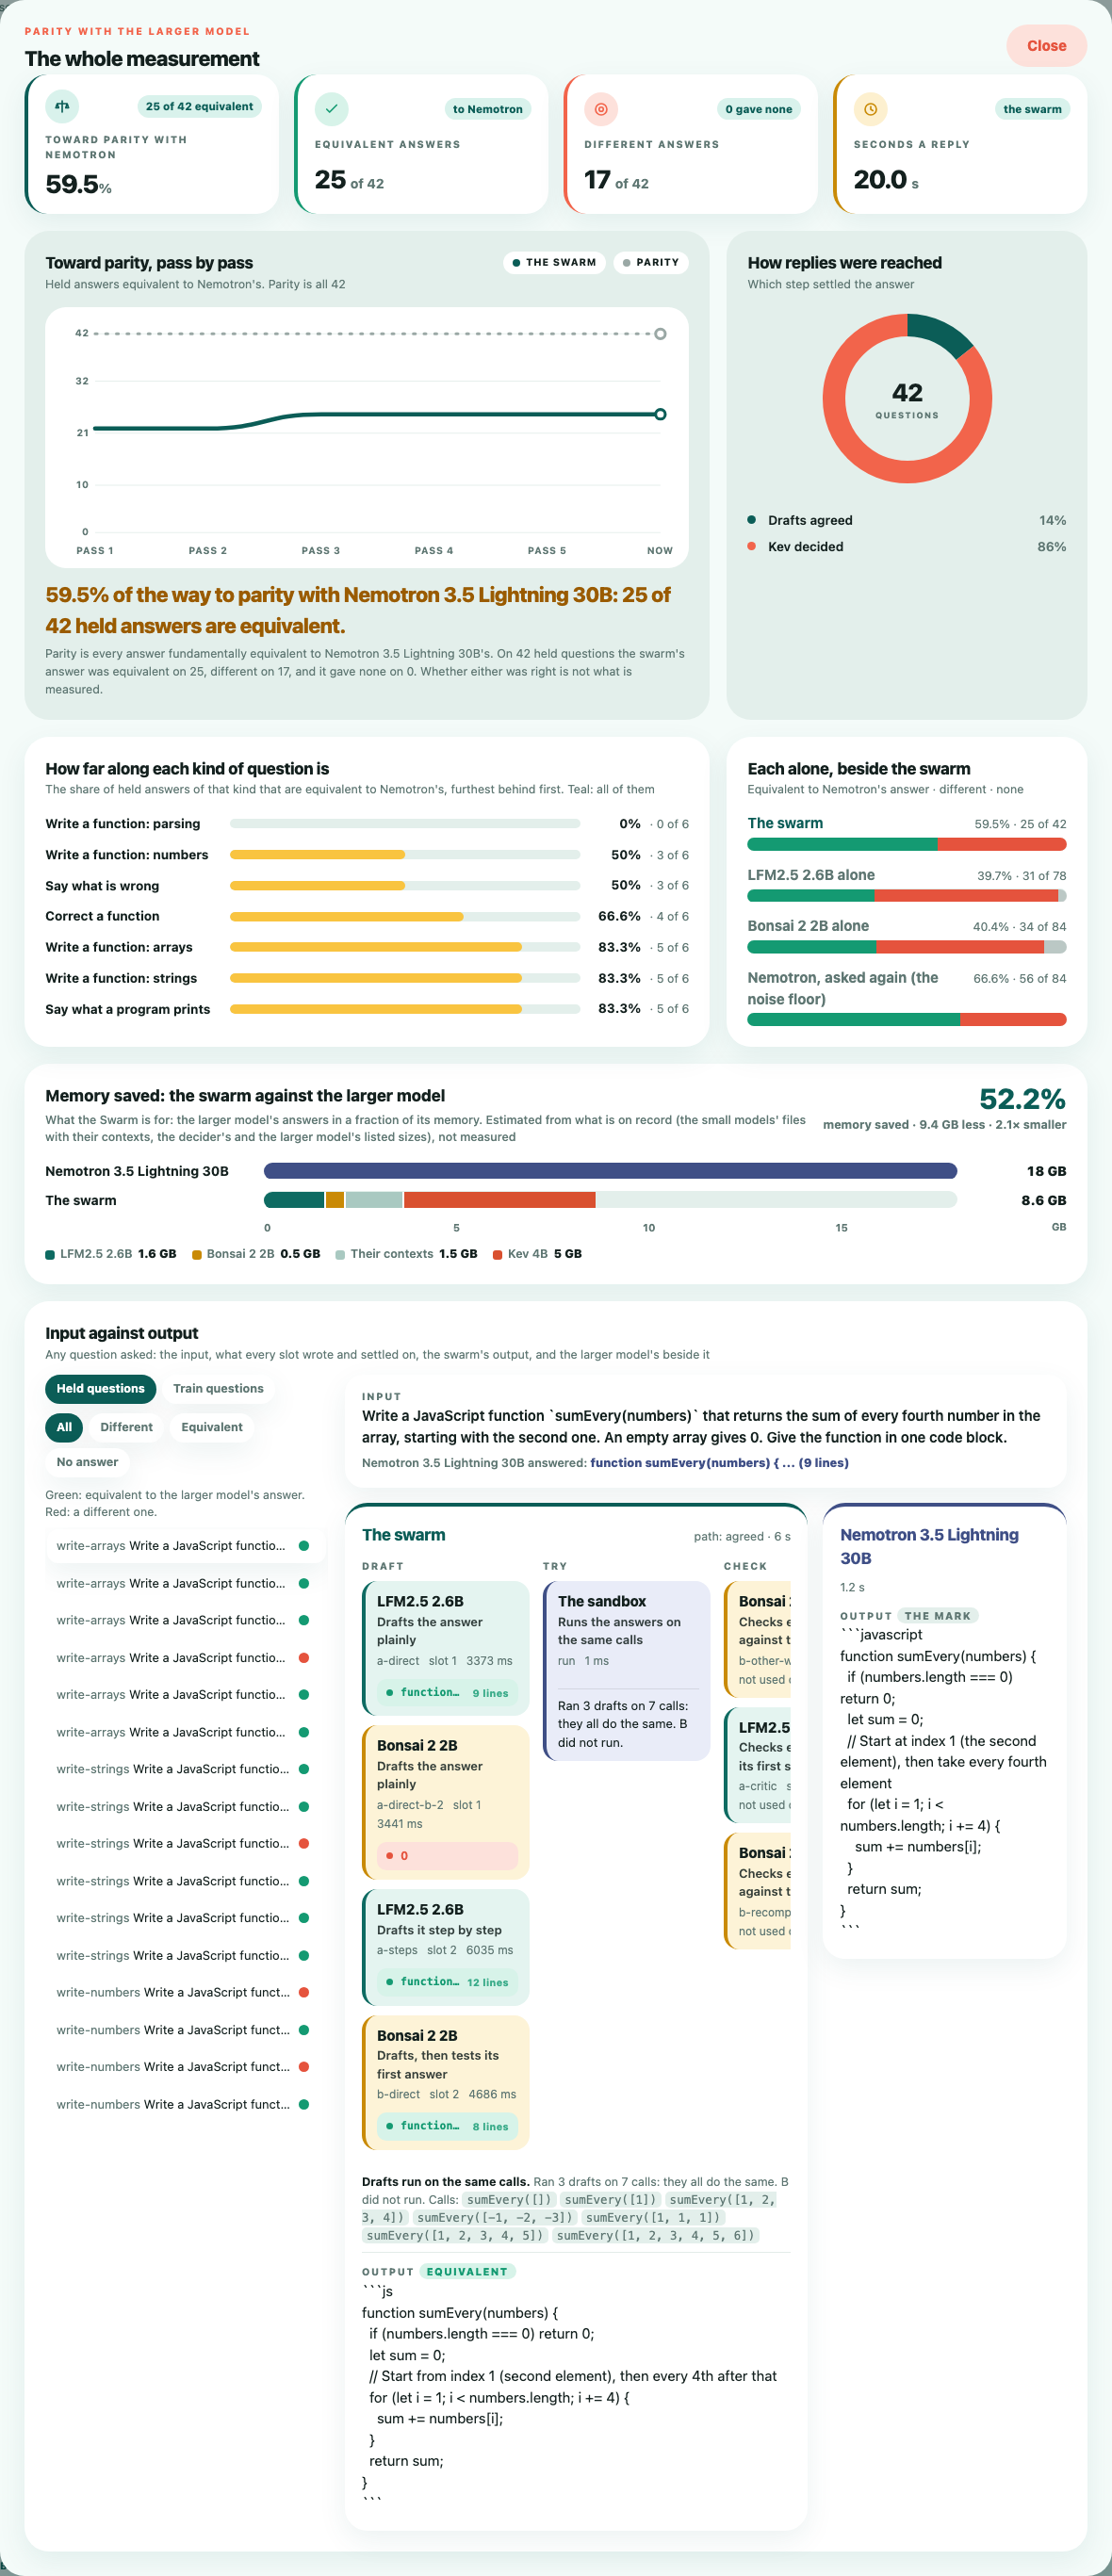 PARITY WITH THE LARGER MODEL
The whole measurement
Close
25 of 42 equivalent
TOWARD PARITY WITH
NEMOTRON
59.5%
to Nemotron
EQUIVALENT ANSWERS
25 of 42
0 gave none
DIFFERENT ANSWERS
17 of 42
the swarm
SECONDS A REPLY
20.0 s
Toward parity, pass by pass
THE SWARM
PARITY
Held answers equivalent to Nemotron's. Parity is all 42
42
32
21
10
0
PASS 1
PASS 2
PASS 3
PASS 4
PASS 5
NOW
59.5% of the way to parity with Nemotron 3.5 Lightning 30B: 25 of
42 held answers are equivalent.
Parity is every answer fundamentally equivalent to Nemotron 3.5 Lightning 30B's. On 42 held questions the swarm's
answer was equivalent on 25, different on 17, and it gave none on 0. Whether either was right is not what is
measured.
How replies were reached
Which step settled the answer
42
QUESTIONS
Drafts agreed 14%
Kev decided 86%
How far along each kind of question is
The share of held answers of that kind that are equivalent to Nemotron's, furthest behind first. Teal: all of them
Write a function: parsing 0% · 0 of 6
Write a function: numbers 50% · 3 of 6
Say what is wrong 50% · 3 of 6
Correct a function 66.6% · 4 of 6
Write a function: arrays 83.3% · 5 of 6
Write a function: strings 83.3% · 5 of 6
Say what a program prints 83.3% · 5 of 6
Each alone, beside the swarm
Equivalent to Nemotron's answer · different · none
The swarm 59.5% · 25 of 42
LFM2.5 2.6B alone 39.7% · 31 of 78
Bonsai 2 2B alone 40.4% · 34 of 84
Nemotron, asked again (the 66.6% · 56 of 84
noise floor)
Memory saved: the swarm against the larger model
What the Swarm is for: the larger model's answers in a fraction of its memory. Estimated from what is on record (the small models' files
with their contexts, the decider's and the larger model's listed sizes), not measured
52.2%
memory saved · 9.4 GB less · 2.1× smaller
Nemotron 3.5 Lightning 30B 18 GB
The swarm 8.6 GB
0 5 10 15 GB
LFM2.5 2.6B 1.6 GB Bonsai 2 2B 0.5 GB Their contexts 1.5 GB Kev 4B 5 GB
Input against output
Any question asked: the input, what every slot wrote and settled on, the swarm's output, and the larger model's beside it
Held questions Train questions
All Different Equivalent
No answer
Green: equivalent to the larger model's answer.
Red: a different one.
write-arrays Write a JavaScript functio...
write-arrays Write a JavaScript functio...
write-arrays Write a JavaScript functio...
write-arrays Write a JavaScript functio...
write-arrays Write a JavaScript functio...
write-arrays Write a JavaScript functio...
write-strings Write a JavaScript functio...
write-strings Write a JavaScript functio...
write-strings Write a JavaScript functio...
write-strings Write a JavaScript functio...
write-strings Write a JavaScript functio...
write-strings Write a JavaScript functio...
write-numbers Write a JavaScript funct...
write-numbers Write a JavaScript funct...
write-numbers Write a JavaScript funct...
write-numbers Write a JavaScript funct...
INPUT
Write a JavaScript function `sumEvery(numbers)` that returns the sum of every fourth number in the
array, starting with the second one. An empty array gives 0. Give the function in one code block.
Nemotron 3.5 Lightning 30B answered: function sumEvery(numbers) { ... (9 lines)
The swarm
path: agreed · 6 s
DRAFT
LFM2.5 2.6B
Drafts the answer
plainly
a-direct slot 1 3373 ms
function... 9 lines
Bonsai 2 2B
Drafts the answer
plainly
a-direct-b-2 slot 1
3441 ms
0
LFM2.5 2.6B
Drafts it step by step
a-steps slot 2 6035 ms
function... 12 lines
Bonsai 2 2B
Drafts, then tests its
first answer
b-direct slot 2 4686 ms
function... 8 lines
TRY
The sandbox
Runs the answers on
the same calls
run 1 ms
Ran 3 drafts on 7 calls:
they all do the same. B
did not run.
CHECK
Bonsai
Checks
against
b-other-
not used
LFM2.5
Checks
its first
a-critic
not used
Bonsai
Checks
against
b-recomp
not used
Drafts run on the same calls. Ran 3 drafts on 7 calls: they all do the same. B
did not run. Calls: sumEvery([]) sumEvery([1]) sumEvery([1, 2,
3, 4]) sumEvery([-1, -2, -3]) sumEvery([1, 1, 1])
sumEvery([1, 2, 3, 4, 5]) sumEvery([1, 2, 3, 4, 5, 6])
OUTPUT EQUIVALENT
```js
function sumEvery(numbers) {
if (numbers.length === 0) return 0;
let sum = 0;
// Start from index 1 (second element), then every 4th after that
for (let i = 1; i < numbers.length; i += 4) {
sum += numbers[i];
}
return sum;
}
```
Nemotron 3.5 Lightning
30B
1.2 s
OUTPUT THE MARK
```javascript
function sumEvery(numbers) {
if (numbers.length === 0)
return 0;
let sum = 0;
// Start at index 1 (the second
element), then take every fourth
element
for (let i = 1; i <
numbers.length; i += 4) {
sum += numbers[i];
}
return sum;
}
```